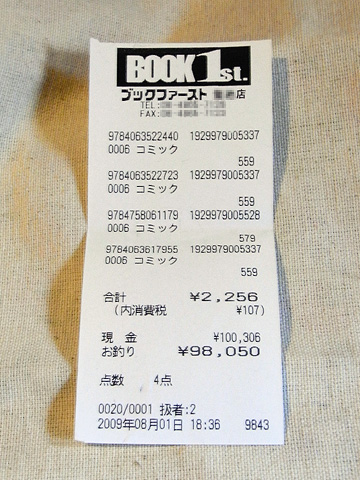 BOOK 1st.
ブックファースト 店
TEL:
FAX:
9784063522440 1929979005337
0006 コミック
559
9784063522723 1929979005337
0006 コミック
559
9784758061179 1929979005528
0006 コミック
579
9784063617955 1929979005337
0006 コミック
559
合計 ¥2,256
(内消費税 ¥107)
現 金 ¥100,306
お釣り ¥98,050
点数 4点
0020/0001 扱者:2
2009年08月01日 18:36 9843